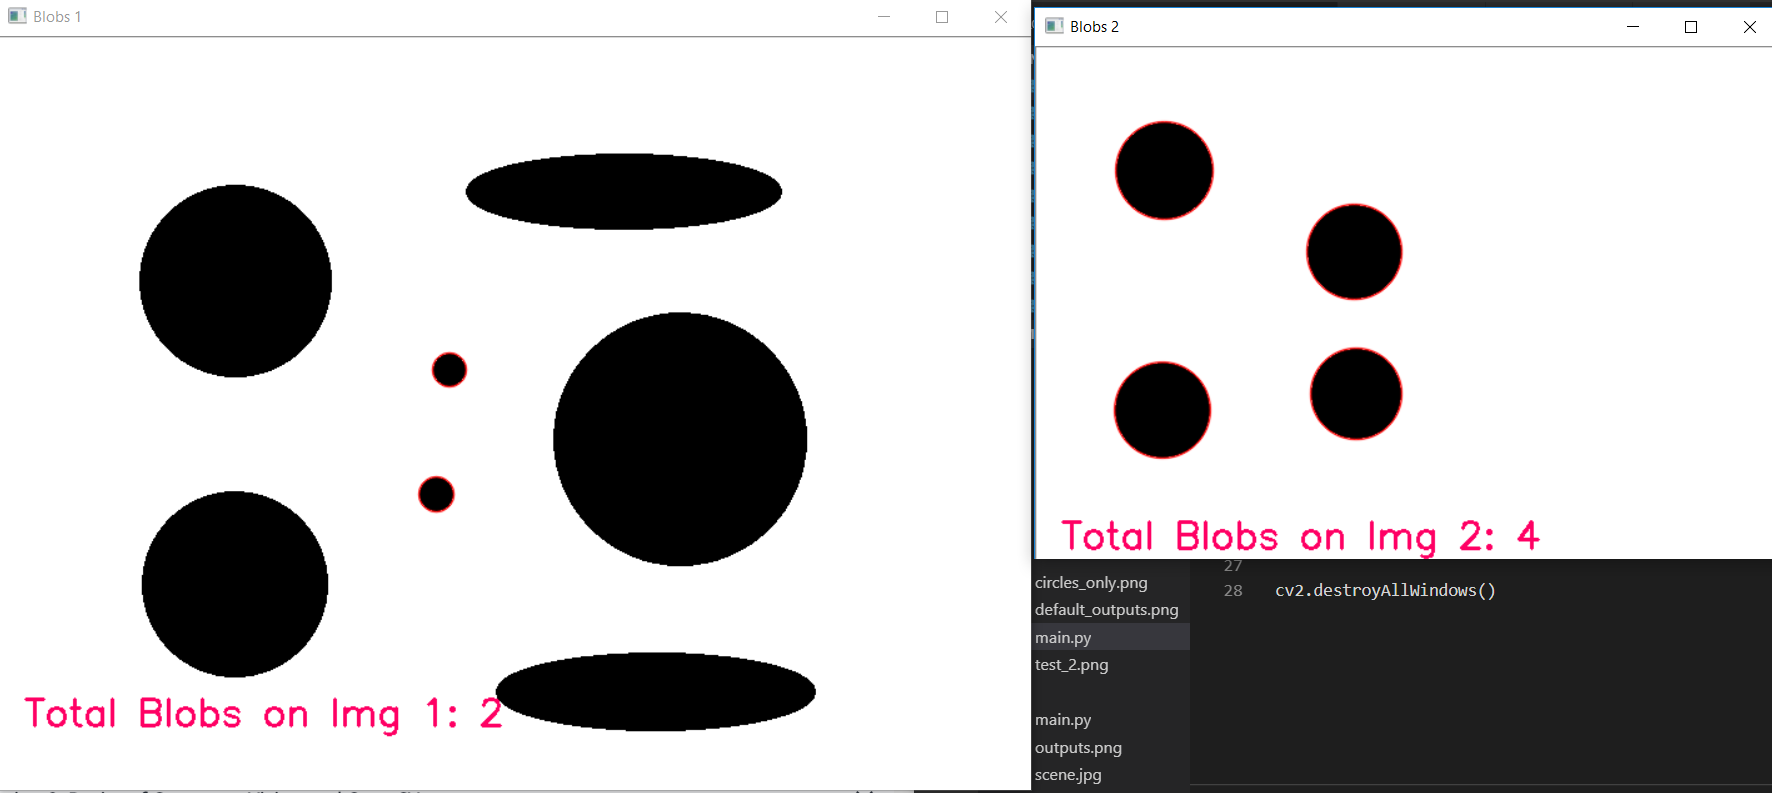 Blobs 1
Total Blobs on Img 1: 2
Blobs 2
Total Blobs on Img 2: 4
circles_only.png
default_outputs.png
main.py
test_2.png
main.py
outputs.png
scene.jpg
27
28 cv2.destroyAllWindows()